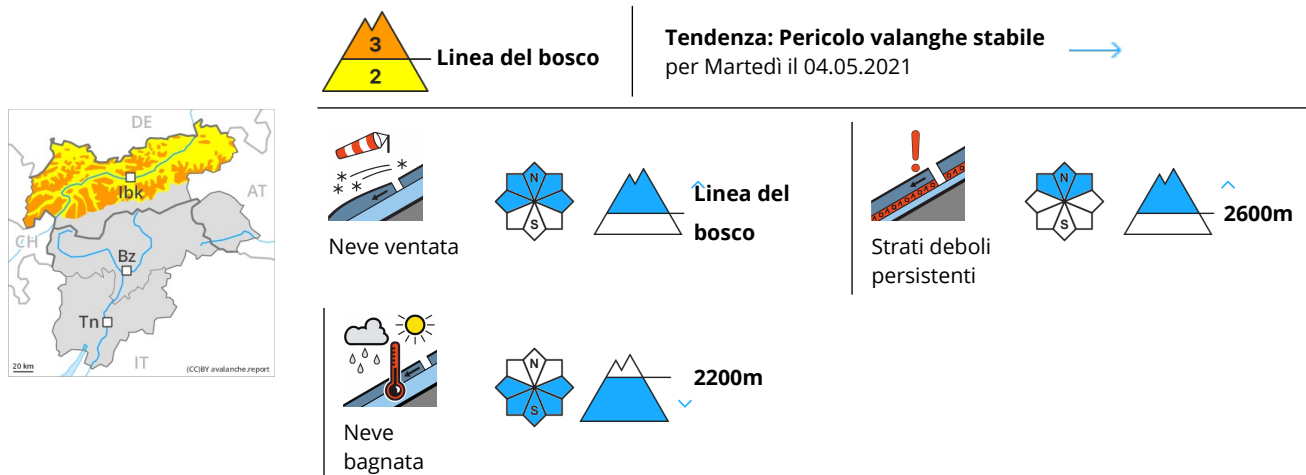 3
2
Linea del bosco
Tendenza: Pericolo valanghe stabile
per Martedì il 04.05.2021
DE
AT
CH
IT
Ibk
Bz
Tn
20 km
(CC)BY avalanche.report
N
S
Linea del
bosco
Neve ventata
N
S
2600m
Strati deboli
persistenti
N
S
2200m
Neve
bagnata